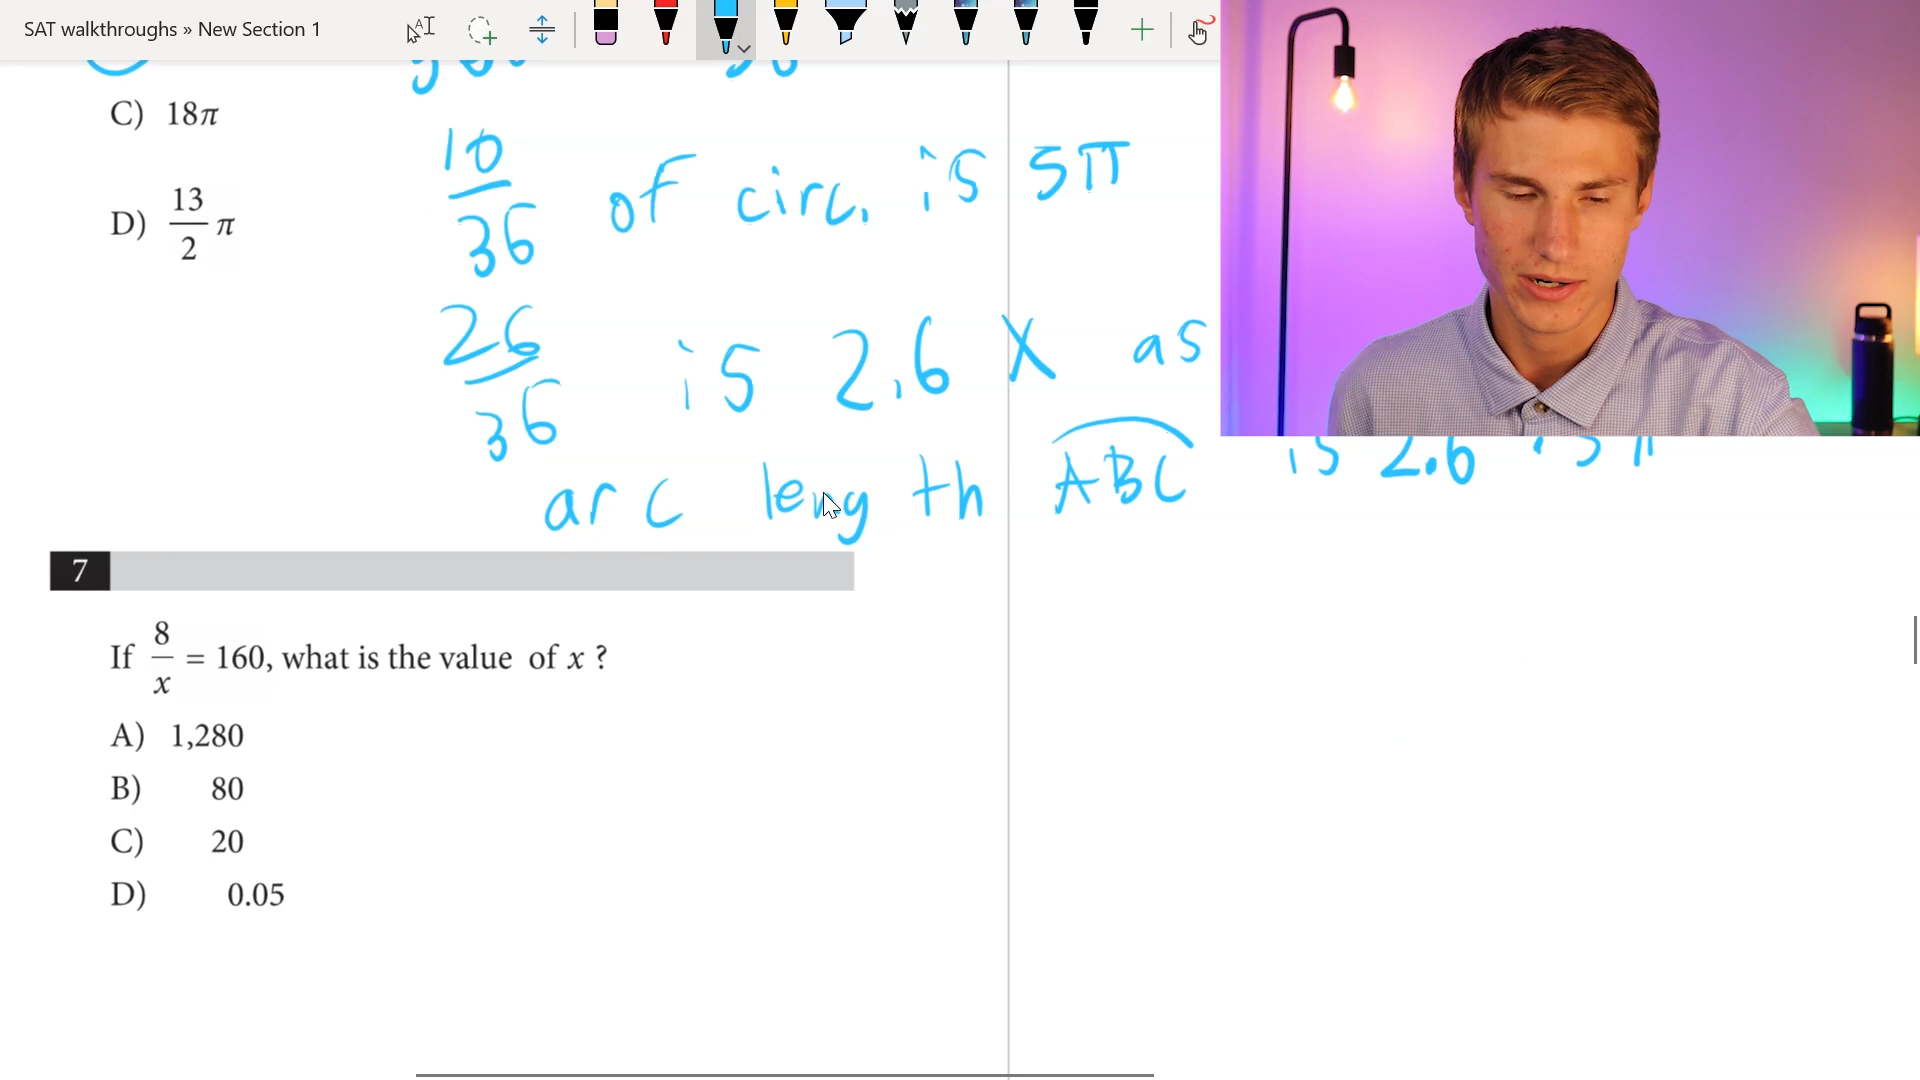 SAT walkthroughs » New Section 1
C) 18π
D) 13/2 π
10/36 of circ. is 5π
26/36 is 2.6 X as
arc length ABC is 2.6 · 5π
7
If 8/x = 160, what is the value of x ?
A) 1,280
B) 80
C) 20
D) 0.05